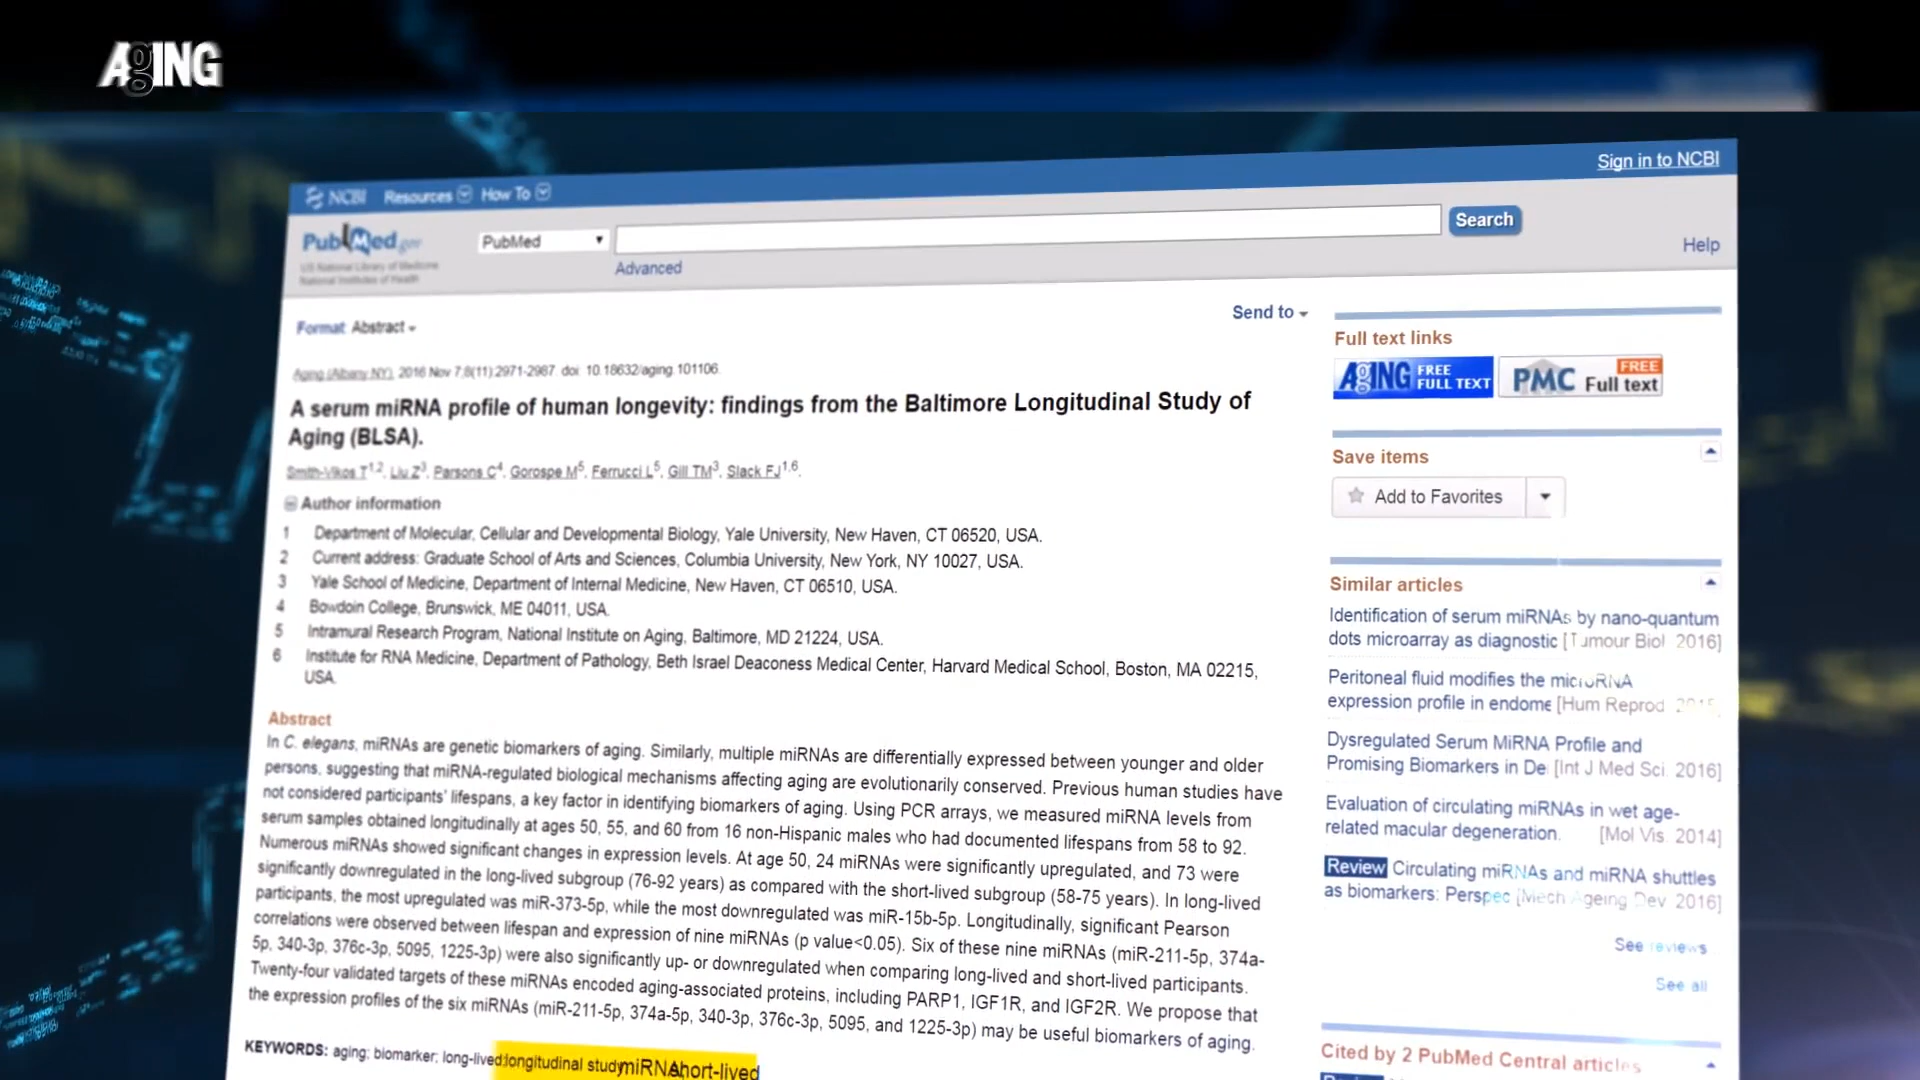 AgING
Sign in to NCBI
NCBI Resources How To
PubMed.gov
US National Library of Medicine
National Institutes of Health
PubMed
Search
Advanced
Help
Format: Abstract
Send to
Aging (Albany NY). 2016 Nov 7;8(11):2971-2987. doi: 10.18632/aging.101106.
A serum miRNA profile of human longevity: findings from the Baltimore Longitudinal Study of
Aging (BLSA).
Smith-Vikos T1,2, Liu Z3, Parsons C4, Gorospe M5, Ferrucci L5, Gill TM3, Slack FJ1,6.
Author information
1 Department of Molecular, Cellular and Developmental Biology, Yale University, New Haven, CT 06520, USA.
2 Current address: Graduate School of Arts and Sciences, Columbia University, New York, NY 10027, USA.
3 Yale School of Medicine, Department of Internal Medicine, New Haven, CT 06510, USA.
4 Bowdoin College, Brunswick, ME 04011, USA.
5 Intramural Research Program, National Institute on Aging, Baltimore, MD 21224, USA.
6 Institute for RNA Medicine, Department of Pathology, Beth Israel Deaconess Medical Center, Harvard Medical School, Boston, MA 02215,
USA.
Abstract
In C. elegans, miRNAs are genetic biomarkers of aging. Similarly, multiple miRNAs are differentially expressed between younger and older
persons, suggesting that miRNA-regulated biological mechanisms affecting aging are evolutionarily conserved. Previous human studies have
not considered participants' lifespans, a key factor in identifying biomarkers of aging. Using PCR arrays, we measured miRNA levels from
serum samples obtained longitudinally at ages 50, 55, and 60 from 16 non-Hispanic males who had documented lifespans from 58 to 92.
Numerous miRNAs showed significant changes in expression levels. At age 50, 24 miRNAs were significantly upregulated, and 73 were
significantly downregulated in the long-lived subgroup (76-92 years) as compared with the short-lived subgroup (58-75 years). In long-lived
participants, the most upregulated was miR-373-5p, while the most downregulated was miR-15b-5p. Longitudinally, significant Pearson
correlations were observed between lifespan and expression of nine miRNAs (p value<0.05). Six of these nine miRNAs (miR-211-5p, 374a-
5p, 340-3p, 376c-3p, 5095, 1225-3p) were also significantly up- or downregulated when comparing long-lived and short-lived participants.
Twenty-four validated targets of these miRNAs encoded aging-associated proteins, including PARP1, IGF1R, and IGF2R. We propose that
the expression profiles of the six miRNAs (miR-211-5p, 374a-5p, 340-3p, 376c-3p, 5095, and 1225-3p) may be useful biomarkers of aging.
KEYWORDS: aging; biomarker; long-lived; longitudinal study miRNA short-lived
Full text links
AgING FREE FULL TEXT
PMC FREE Full text
Save items
Add to Favorites
Similar articles
Identification of serum miRNAs by nano-quantum
dots microarray as diagnostic [Tumour Biol. 2016]
Peritoneal fluid modifies the microRNA
expression profile in endome [Hum Reprod. 2015]
Dysregulated Serum MiRNA Profile and
Promising Biomarkers in De [Int J Med Sci. 2016]
Evaluation of circulating miRNAs in wet age-
related macular degeneration. [Mol Vis. 2014]
Review Circulating miRNAs and miRNA shuttles
as biomarkers: Perspec [Mech Ageing Dev. 2016]
See reviews
See all
Cited by 2 PubMed Central articles